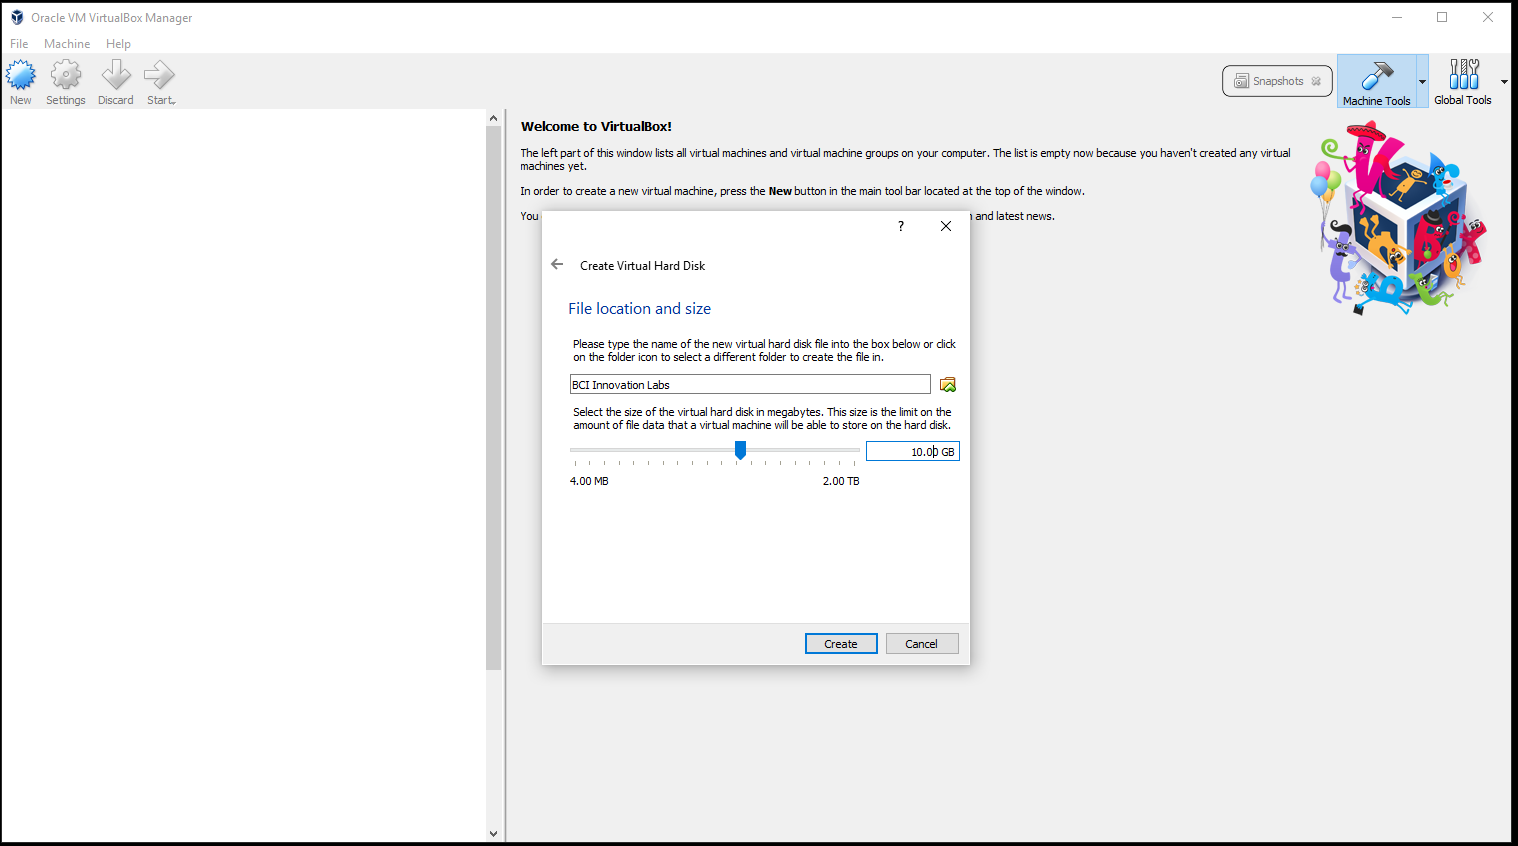 Oracle VM VirtualBox Manager
File Machine Help
New Settings Discard Start
Snapshots
Machine Tools
Global Tools
Welcome to VirtualBox!
The left part of this window lists all virtual machines and virtual machine groups on your computer. The list is empty now because you haven't created any virtual
machines yet.
In order to create a new virtual machine, press the New button in the main tool bar located at the top of the window.
You
and latest news.
?
Create Virtual Hard Disk
File location and size
Please type the name of the new virtual hard disk file into the box below or click
on the folder icon to select a different folder to create the file in.
BCI Innovation Labs
Select the size of the virtual hard disk in megabytes. This size is the limit on the
amount of file data that a virtual machine will be able to store on the hard disk.
10.00 GB
4.00 MB
2.00 TB
Create
Cancel